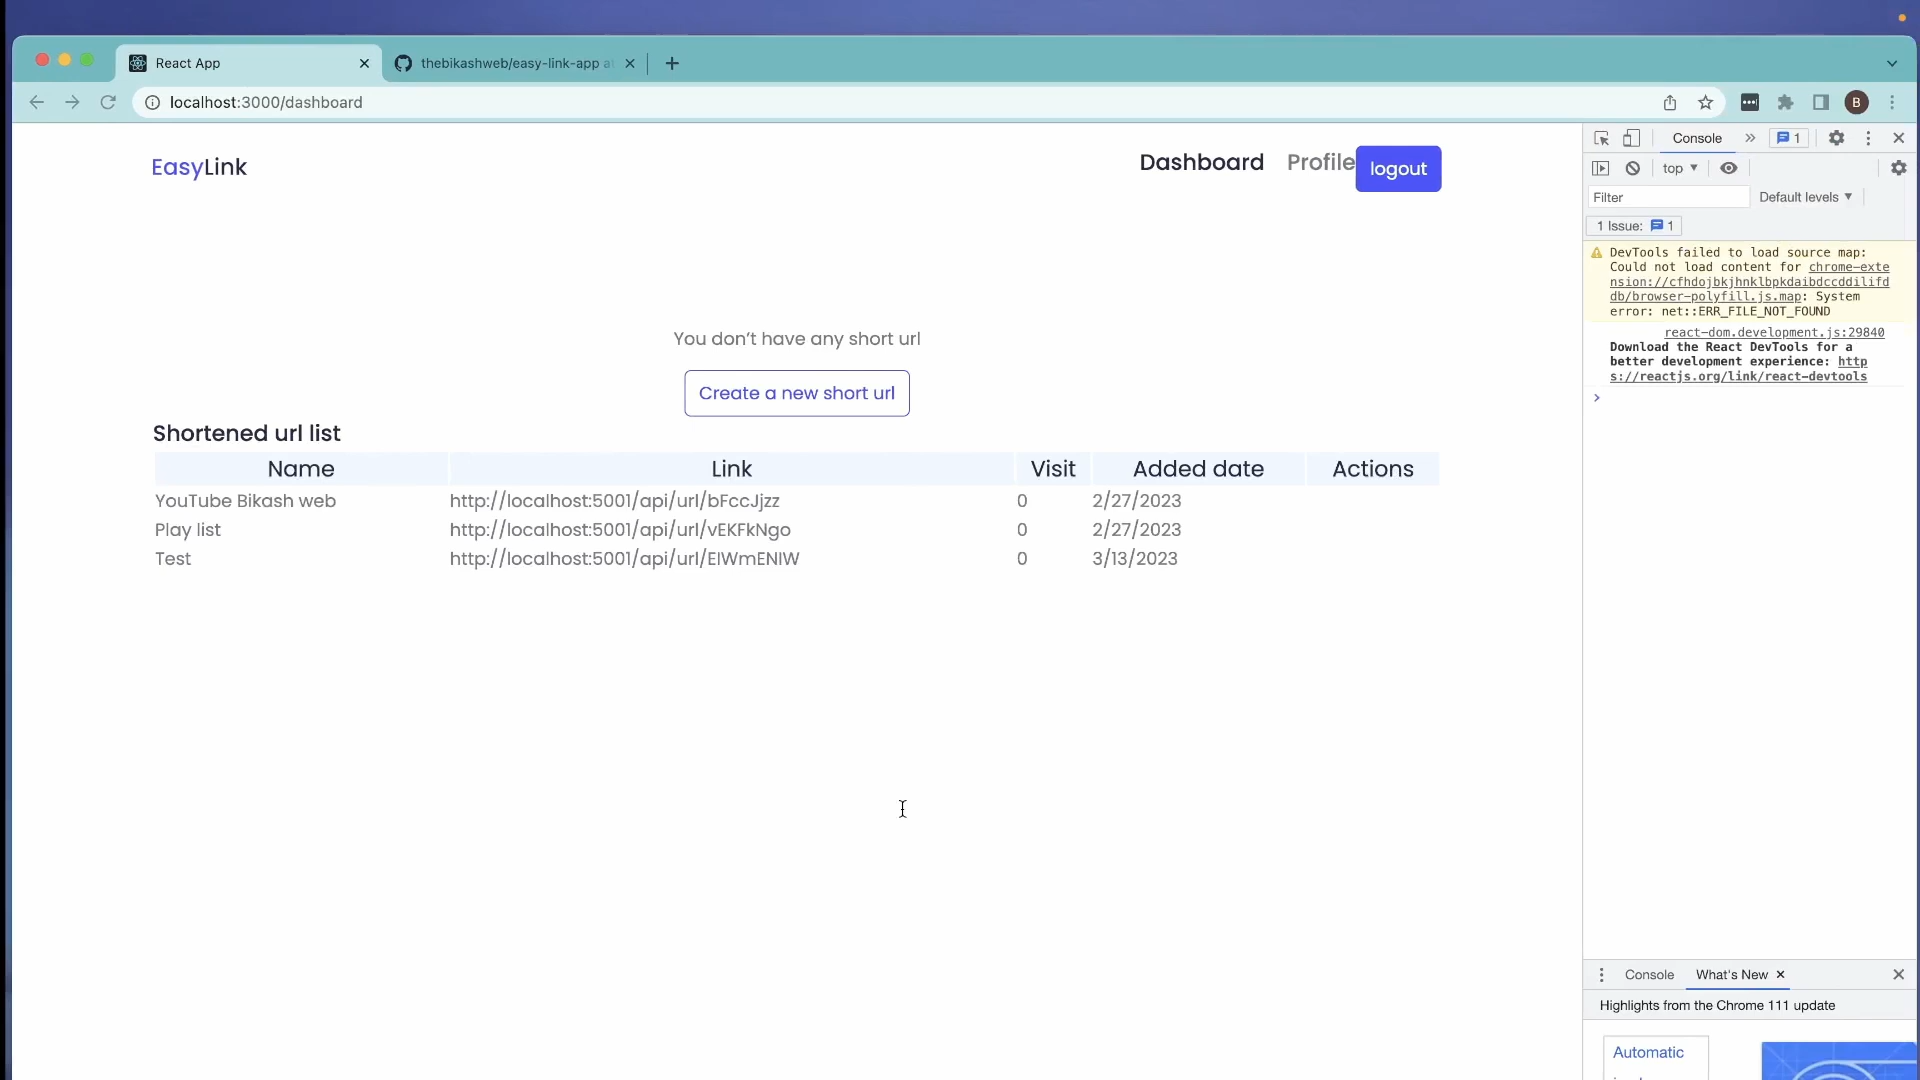 React App
thebikashweb/easy-link-app a
localhost:3000/dashboard
B
EasyLink
Dashboard Profile logout
You don't have any short url
Create a new short url
Shortened url list
Name Link Visit Added date Actions
YouTube Bikash web http://localhost:5001/api/url/bFccJjzz 0 2/27/2023
Play list http://localhost:5001/api/url/vEKFkNgo 0 2/27/2023
Test http://localhost:5001/api/url/EIWmENIW 0 3/13/2023
Console 1
top
Filter Default levels
1 Issue: 1
DevTools failed to load source map:
Could not load content for chrome-exte
nsion://cfhdojbkjhnklbpkdaibdccddilifd
db/browser-polyfill.js.map: System
error: net::ERR_FILE_NOT_FOUND
react-dom.development.js:29840
Download the React DevTools for a
better development experience: http
s://reactjs.org/link/react-devtools
Console What's New
Highlights from the Chrome 111 update
Automatic